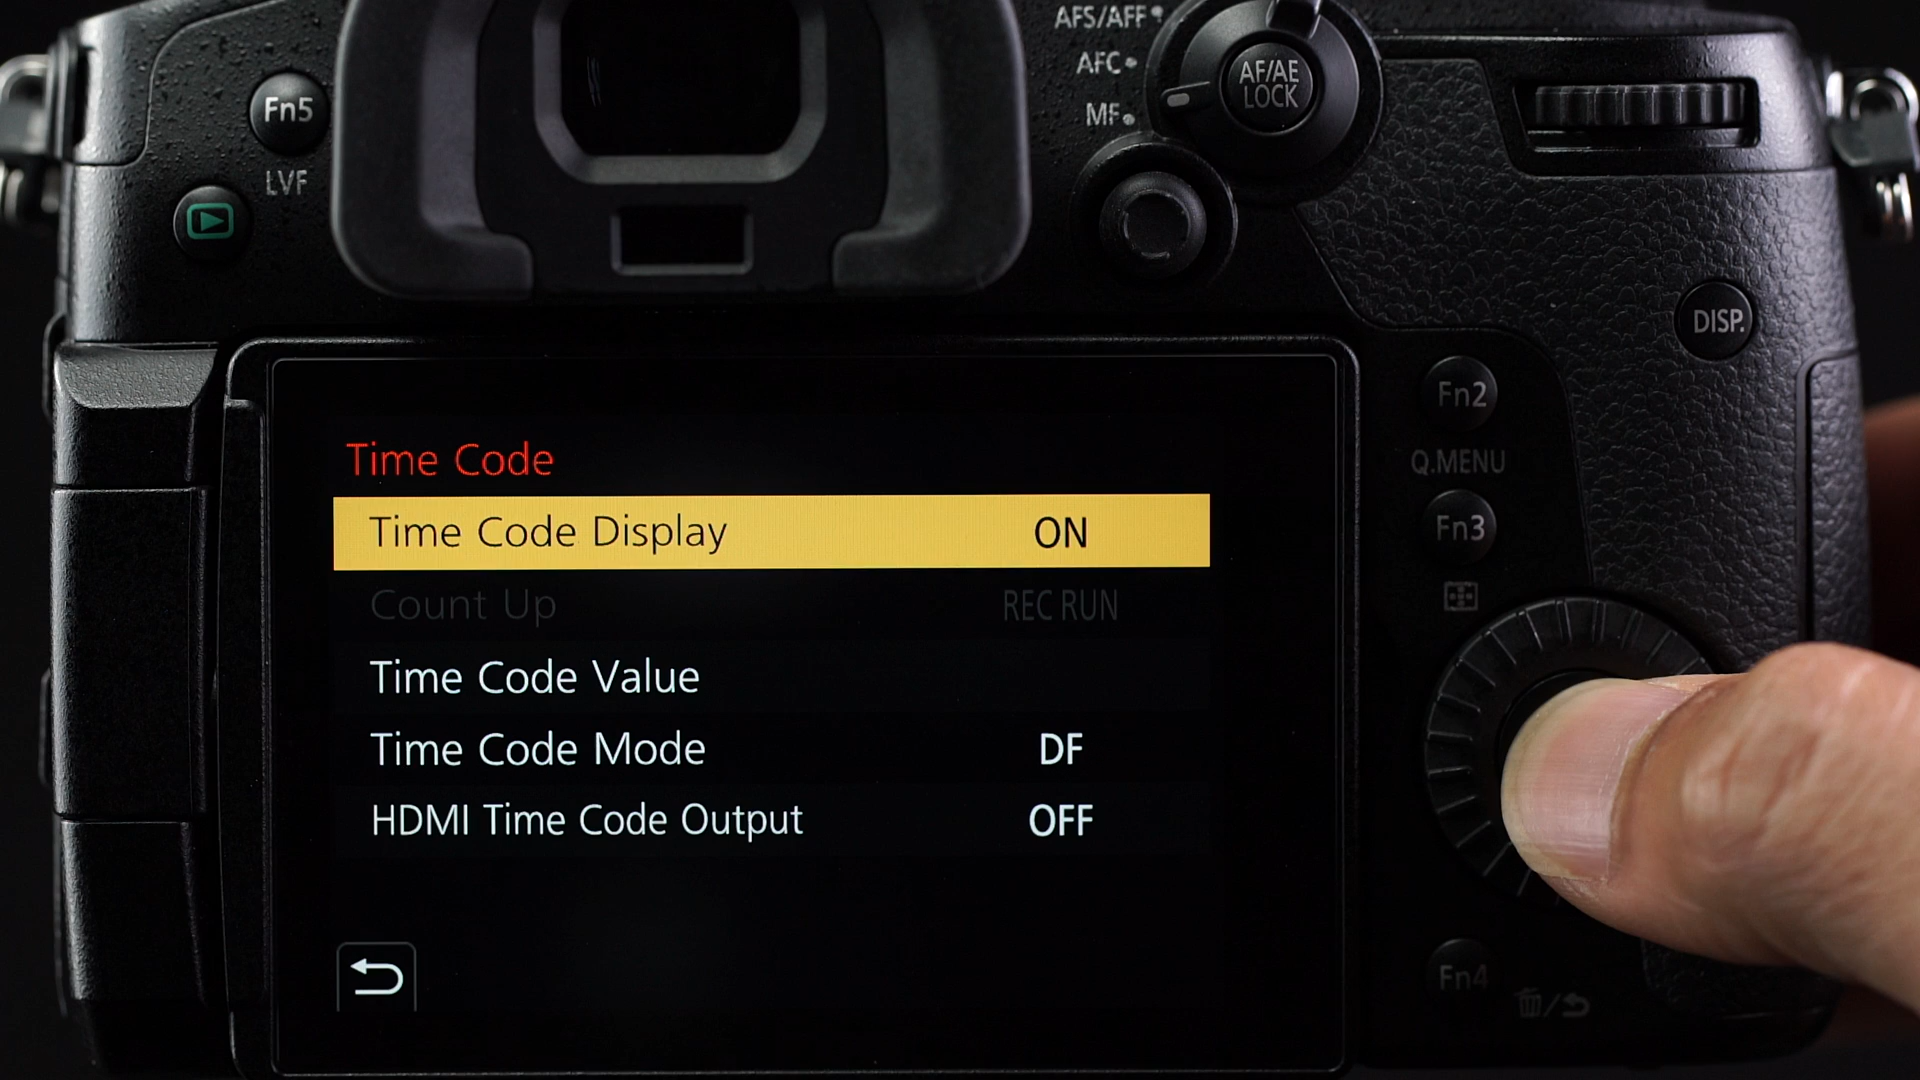 AFS/AFF
AFC
MF
AF/AE
LOCK
Fn5
LVF
DISP.
Fn2
Q.MENU
Fn3
Fn4
Time Code
Time Code Display ON
Count Up REC RUN
Time Code Value
Time Code Mode DF
HDMI Time Code Output OFF